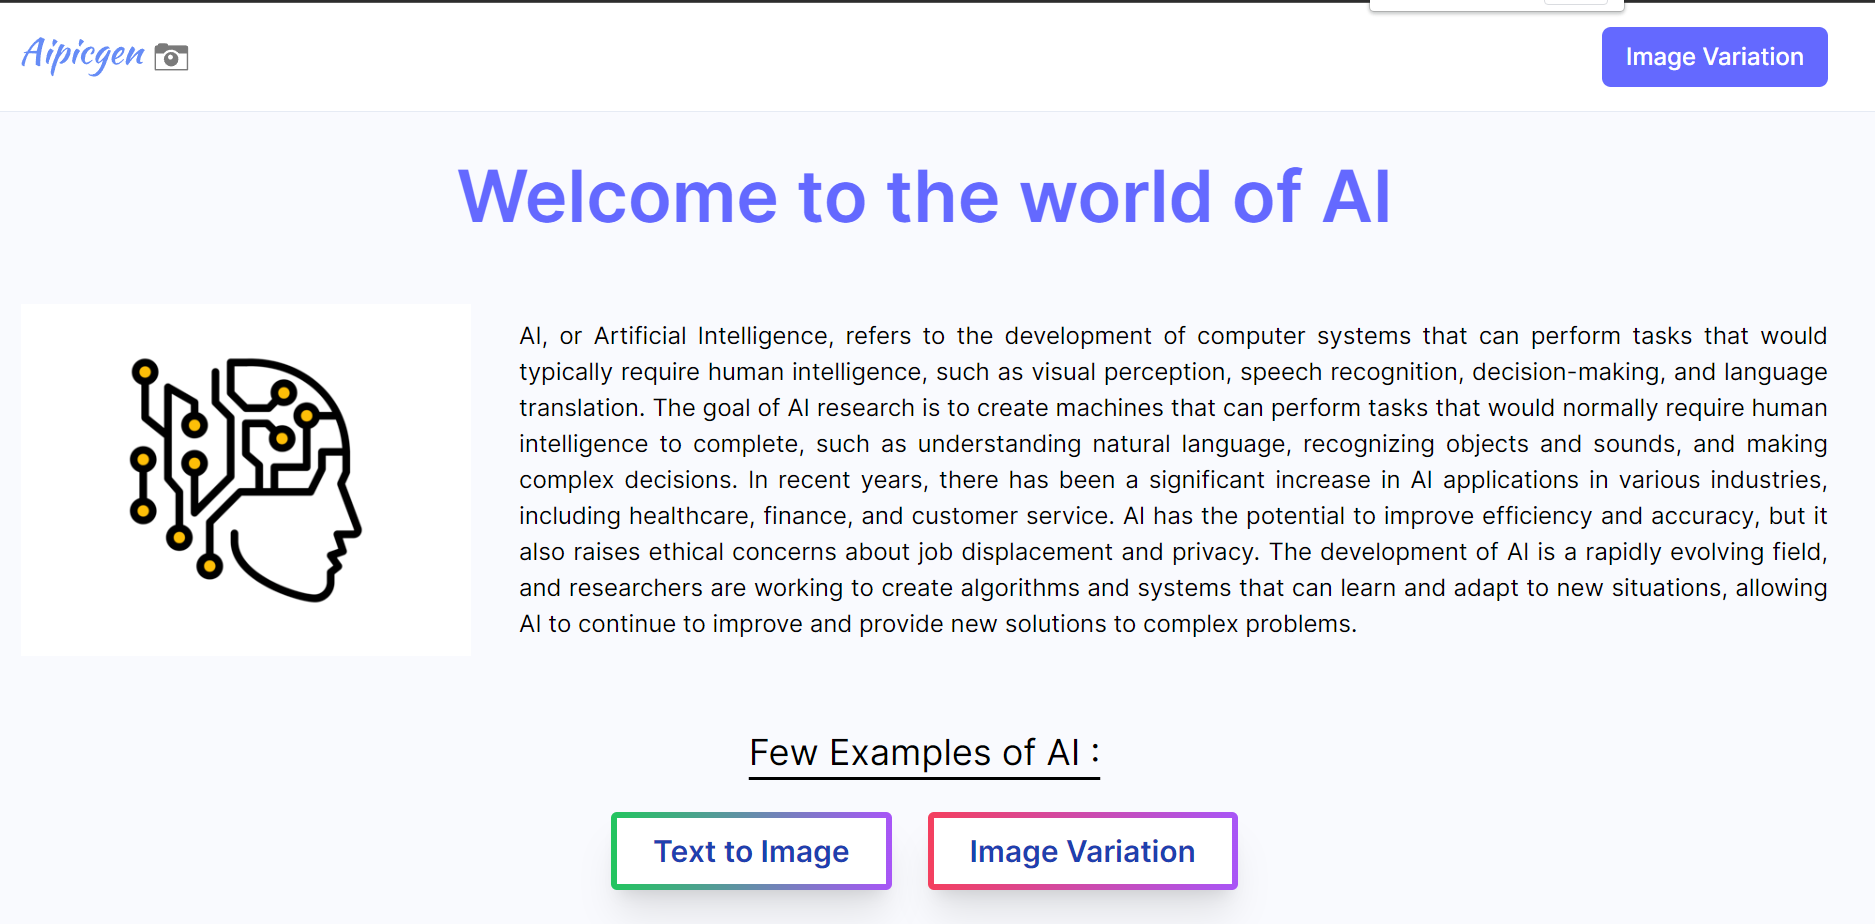 Aipicgen
Image Variation
Welcome to the world of AI
AI, or Artificial Intelligence, refers to the development of computer systems that can perform tasks that would
typically require human intelligence, such as visual perception, speech recognition, decision-making, and language
translation. The goal of AI research is to create machines that can perform tasks that would normally require human
intelligence to complete, such as understanding natural language, recognizing objects and sounds, and making
complex decisions. In recent years, there has been a significant increase in AI applications in various industries,
including healthcare, finance, and customer service. AI has the potential to improve efficiency and accuracy, but it
also raises ethical concerns about job displacement and privacy. The development of AI is a rapidly evolving field,
and researchers are working to create algorithms and systems that can learn and adapt to new situations, allowing
AI to continue to improve and provide new solutions to complex problems.
Few Examples of AI :
Text to Image
Image Variation